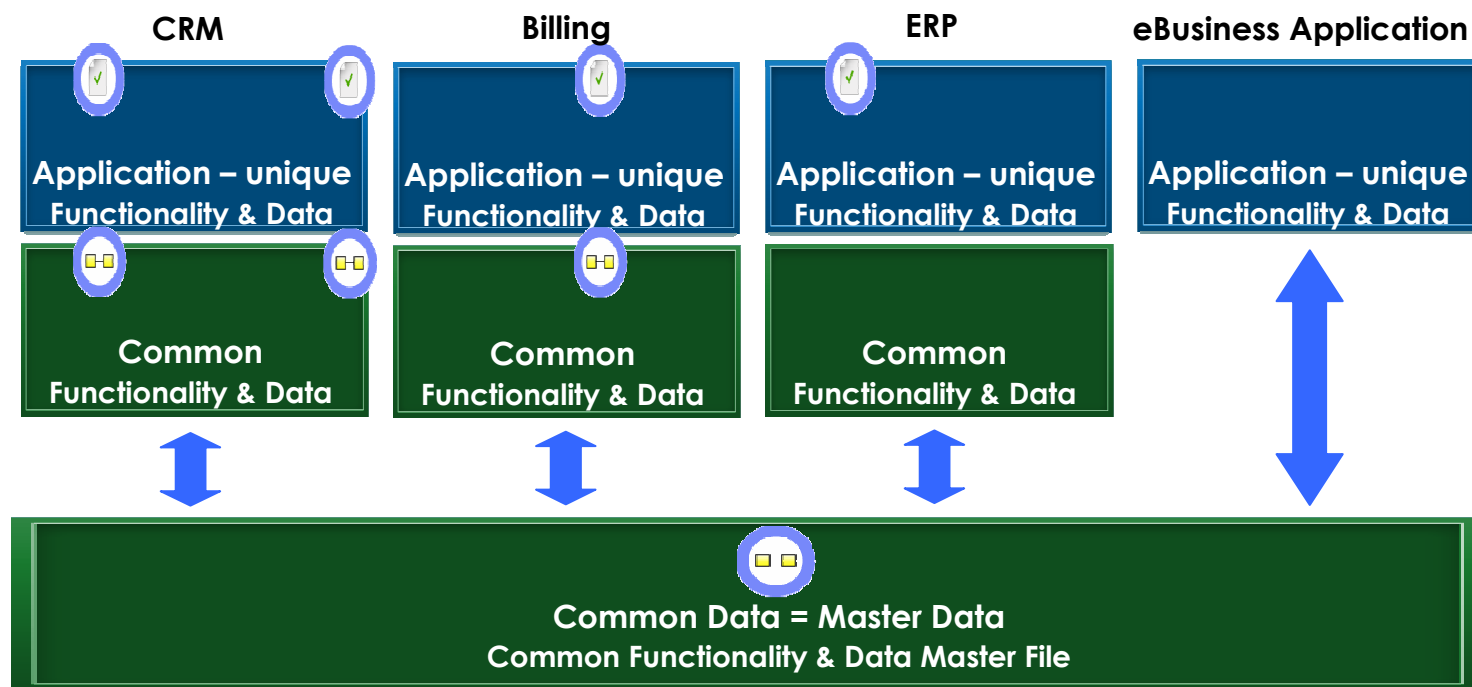 CRM
Billing
ERP
eBusiness Application
Application – unique
Functionality & Data
Application – unique
Functionality & Data
Application – unique
Functionality & Data
Application – unique
Functionality & Data
Common
Functionality & Data
Common
Functionality & Data
Common
Functionality & Data
Common Data = Master Data
Common Functionality & Data Master File